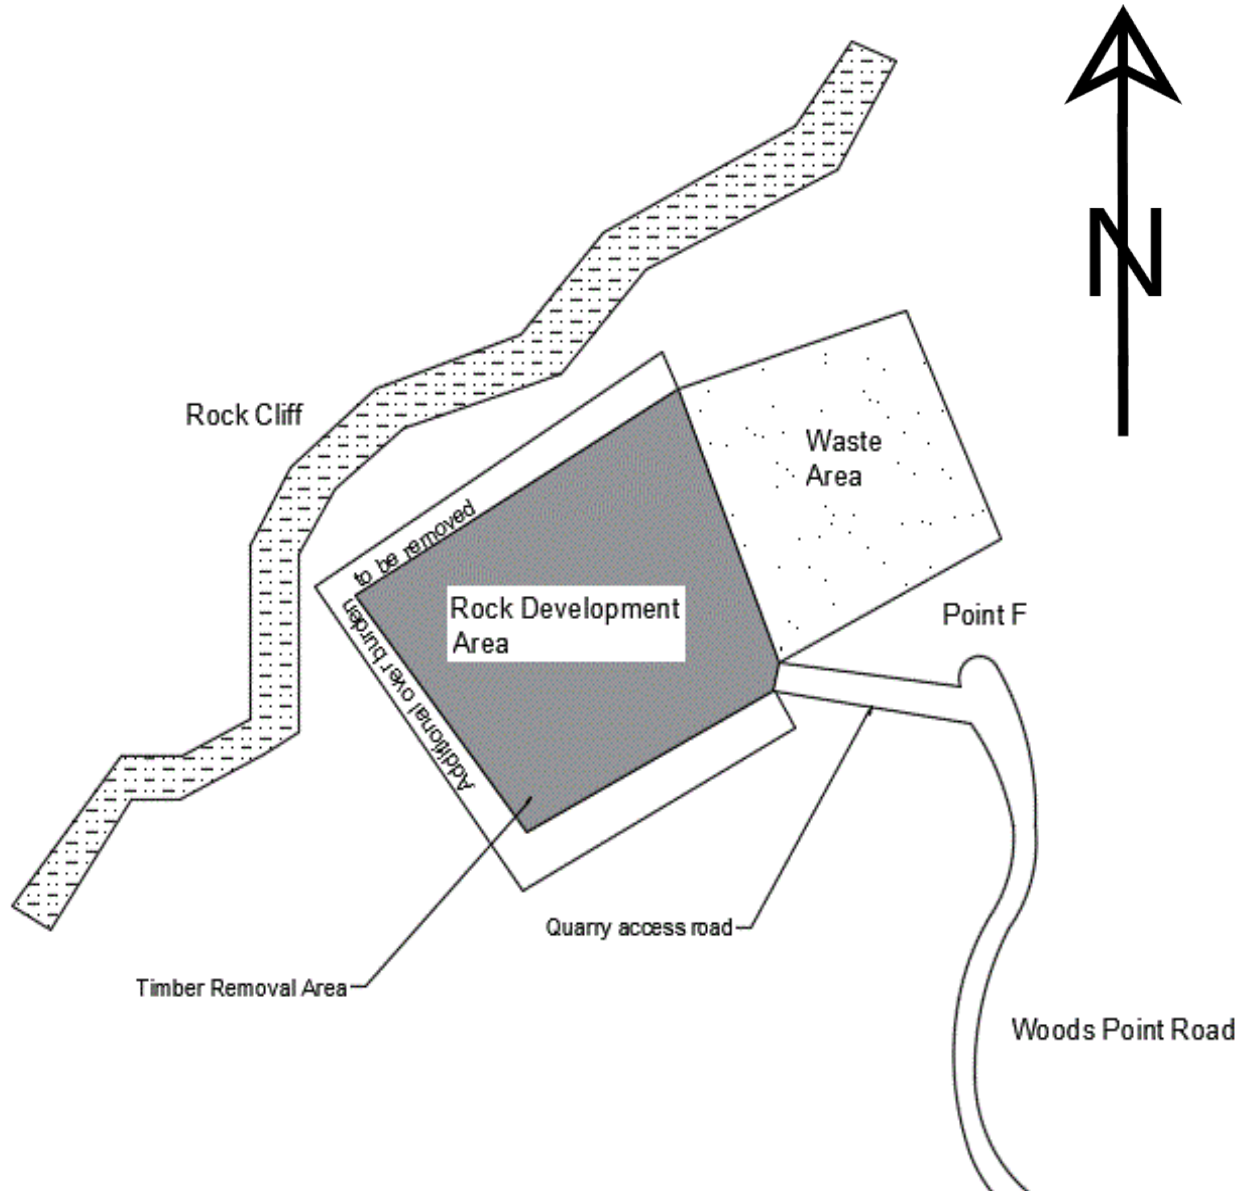 N
Rock Cliff
Waste
Area
to be removed
Additional over burden
Rock Development
Area
Point F
Quarry access road
Timber Removal Area
Woods Point Road